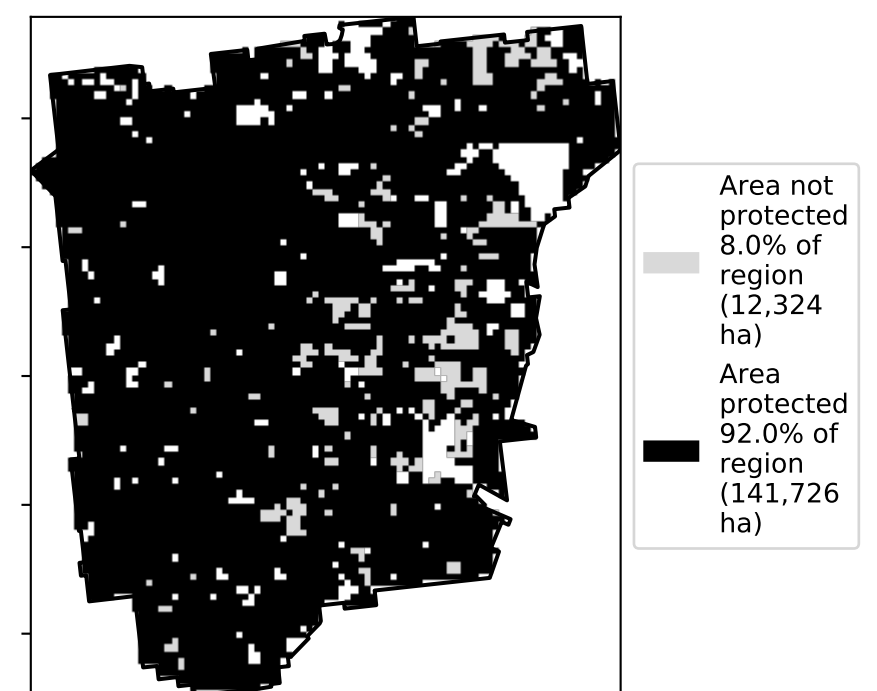 Area not
protected
8.0% of
region
(12,324
ha)
Area
protected
92.0% of
region
(141,726
ha)